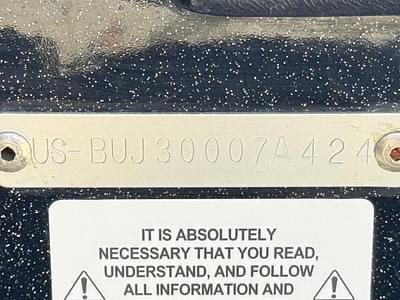 US-BUJ30007A424
IT IS ABSOLUTELY
NECESSARY THAT YOU READ,
UNDERSTAND, AND FOLLOW
ALL INFORMATION AND